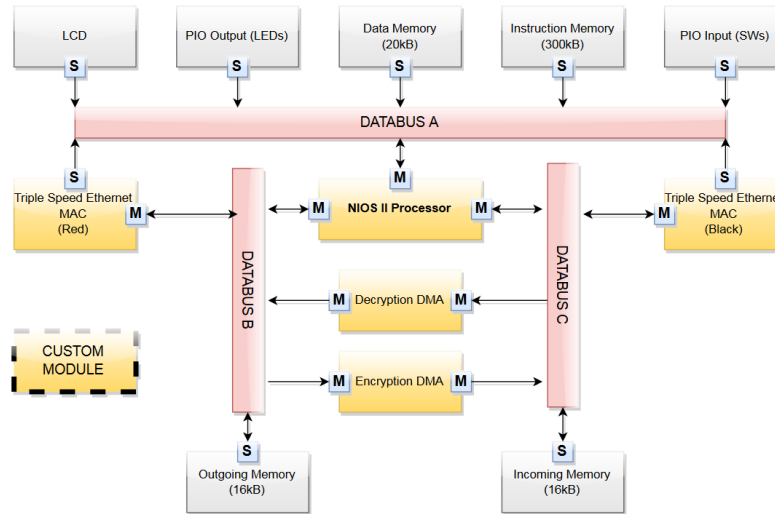 LCD
PIO Output (LEDs)
Data Memory
(20kB)
Instruction Memory
(300kB)
PIO Input (SWs)
S
S
S
S
S
DATABUS A
S
M
S
Triple Speed Ethernet
MAC
(Red)
M
M
NIOS II Processor
M
M
Triple Speed Ethernet
MAC
(Black)
DATABUS B
DATABUS C
M
Decryption DMA
M
CUSTOM
MODULE
M
Encryption DMA
M
S
S
Outgoing Memory
(16kB)
Incoming Memory
(16kB)